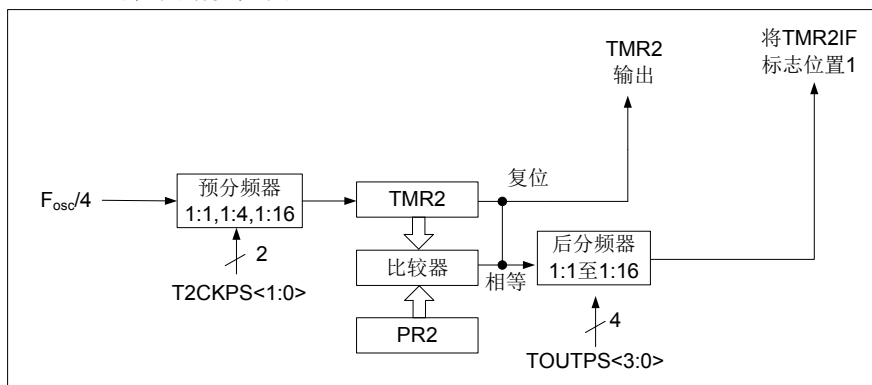 TMR2
输出
将TMR2IF
标志位置1
F_osc/4
预分频器
1:1,1:4,1:16
TMR2
复位
2
T2CKPS<1:0>
比较器
相等
后分频器
1:1至1:16
PR2
4
TOUTPS<3:0>